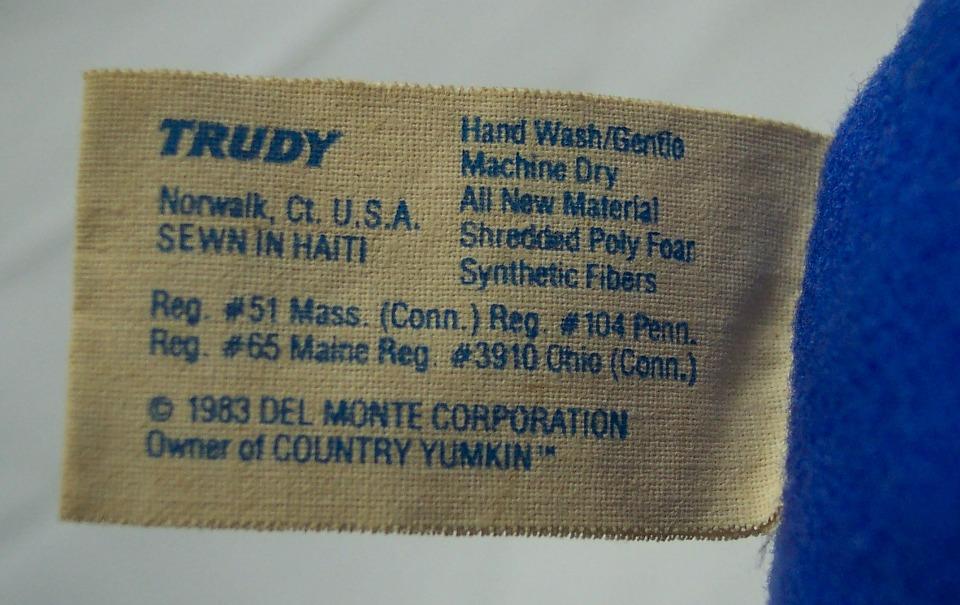 TRUDY
Norwalk, Ct. U.S.A.
SEWN IN HAITI
Hand Wash/Gentle
Machine Dry
All New Material
Shredded Poly Foam
Synthetic Fibers
Reg. #51 Mass. (Conn.) Reg. #104 Penn.
Reg. #65 Maine Reg. #3910 Ohio (Conn.)
© 1983 DEL MONTE CORPORATION
Owner of COUNTRY YUMKIN™